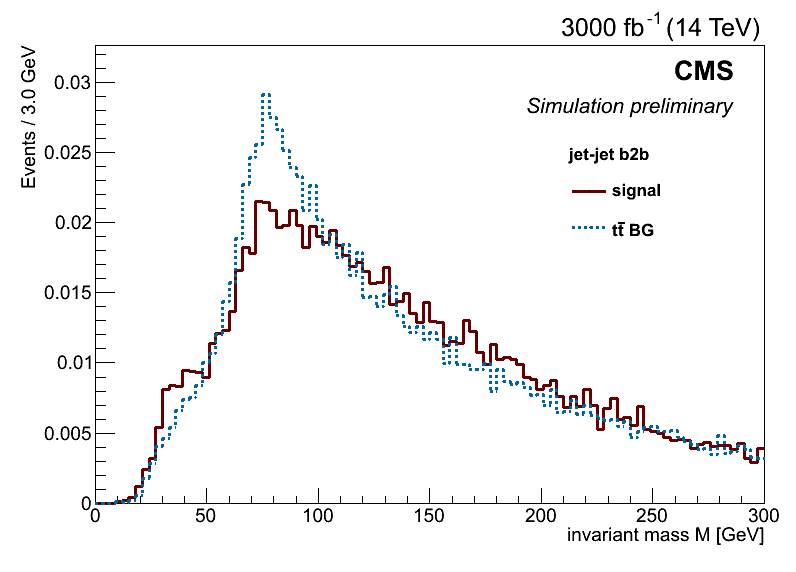 3000 fb⁻¹ (14 TeV)
CMS
Simulation preliminary
jet-jet b2b
signal
tt̄ BG
Events / 3.0 GeV
0.03
0.025
0.02
0.015
0.01
0.005
0
0 50 100 150 200 250 300
invariant mass M [GeV]